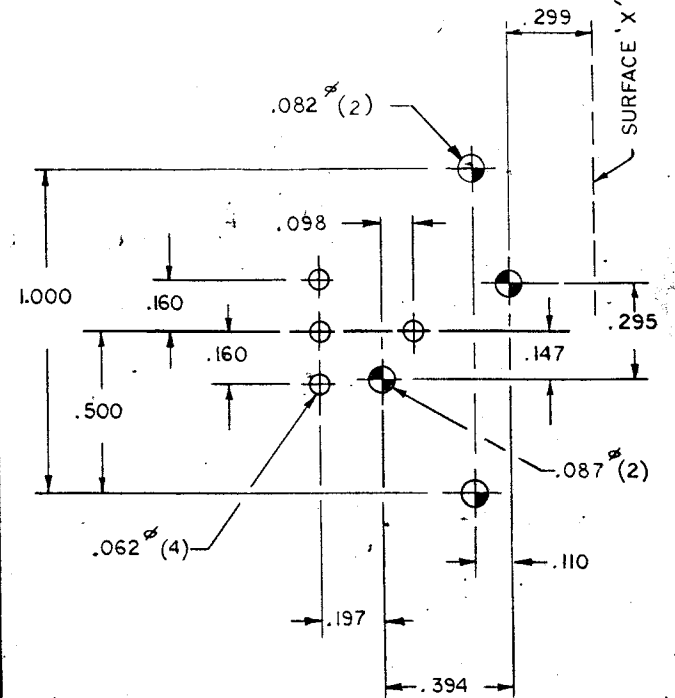 .299
SURFACE 'X'
.082 ø (2)
.098
1.000
.160
.295
.160
.147
.500
.087 ø (2)
.062 ø (4)
.110
.197
.394